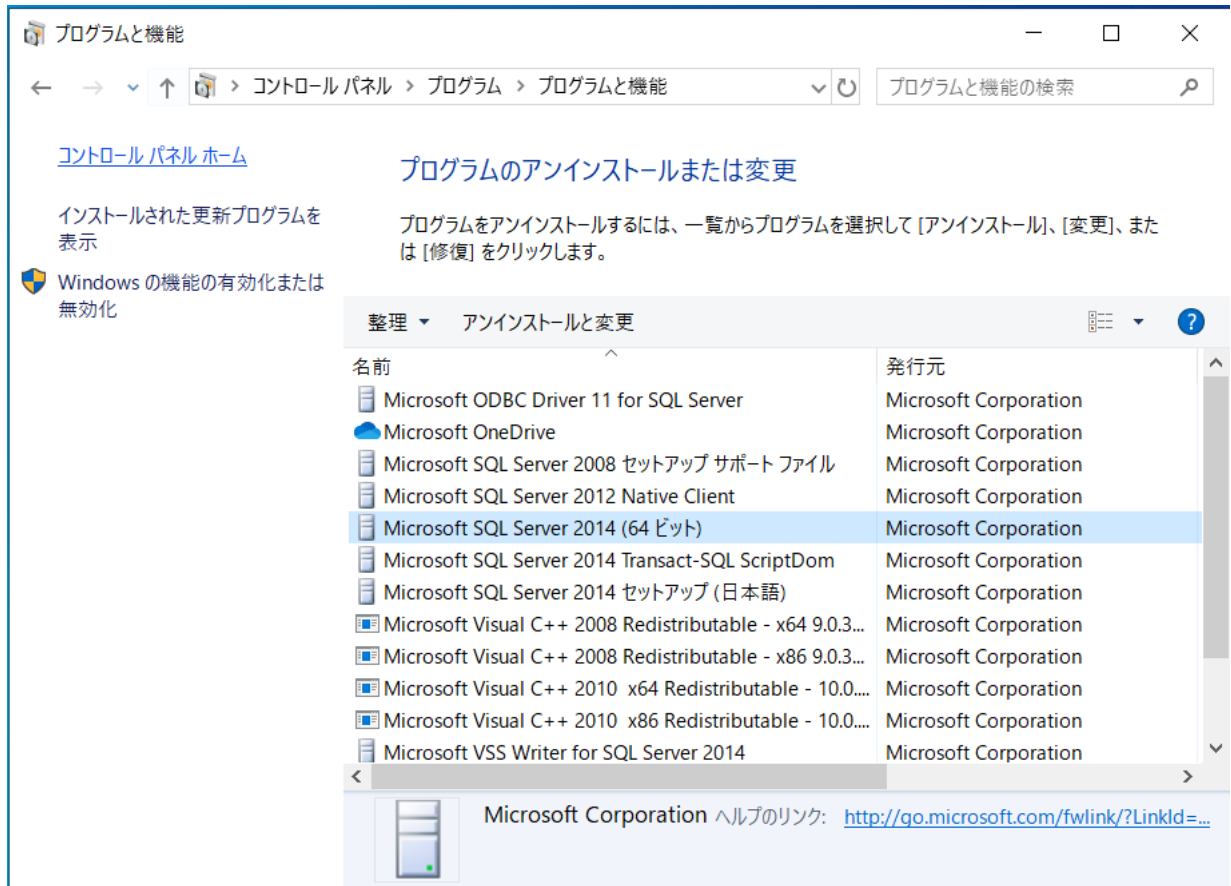 プログラムと機能
コントロール パネル > プログラム > プログラムと機能
プログラムと機能の検索
コントロール パネル ホーム
インストールされた更新プログラムを
表示
Windows の機能の有効化または
無効化
プログラムのアンインストールまたは変更
プログラムをアンインストールするには、一覧からプログラムを選択して [アンインストール]、[変更]、また
は [修復] をクリックします。
整理 アンインストールと変更
名前 発行元
Microsoft ODBC Driver 11 for SQL Server Microsoft Corporation
Microsoft OneDrive Microsoft Corporation
Microsoft SQL Server 2008 セットアップ サポート ファイル Microsoft Corporation
Microsoft SQL Server 2012 Native Client Microsoft Corporation
Microsoft SQL Server 2014 (64 ビット) Microsoft Corporation
Microsoft SQL Server 2014 Transact-SQL ScriptDom Microsoft Corporation
Microsoft SQL Server 2014 セットアップ (日本語) Microsoft Corporation
Microsoft Visual C++ 2008 Redistributable - x64 9.0.3... Microsoft Corporation
Microsoft Visual C++ 2008 Redistributable - x86 9.0.3... Microsoft Corporation
Microsoft Visual C++ 2010  x64 Redistributable - 10.0.... Microsoft Corporation
Microsoft Visual C++ 2010  x86 Redistributable - 10.0.... Microsoft Corporation
Microsoft VSS Writer for SQL Server 2014 Microsoft Corporation
Microsoft Corporation ヘルプのリンク: http://go.microsoft.com/fwlink/?LinkId=...